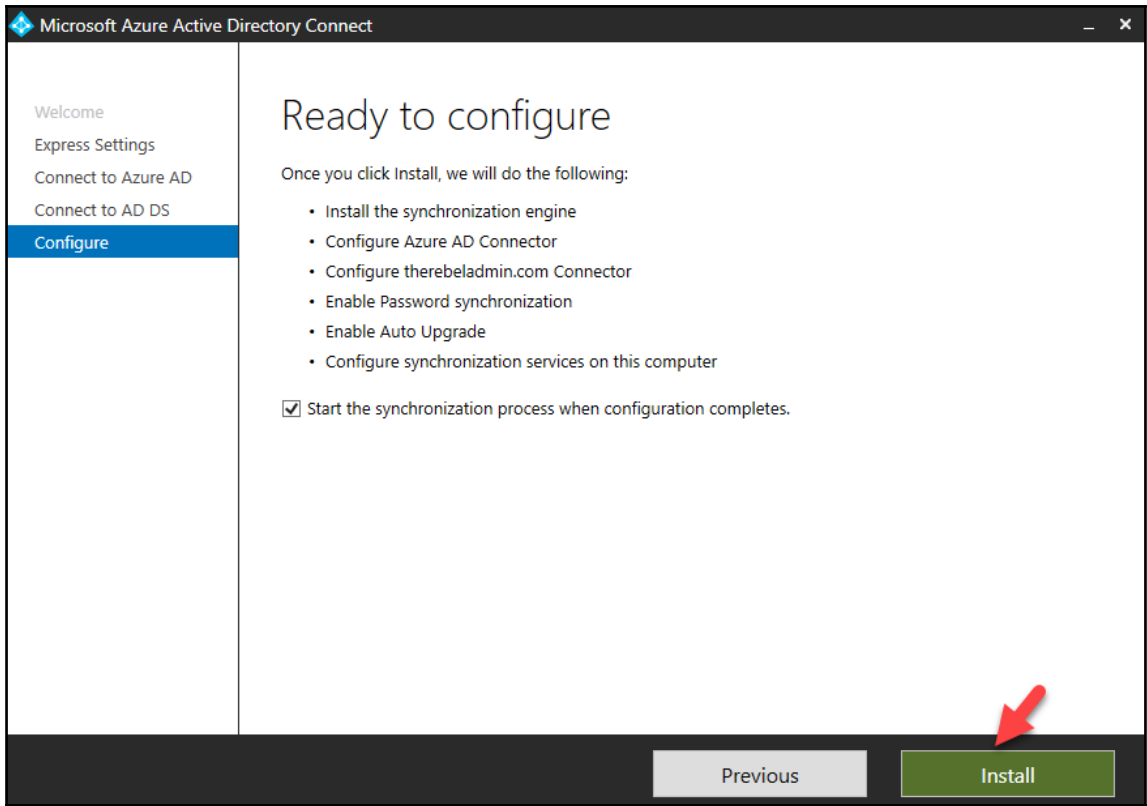 Microsoft Azure Active Directory Connect
Welcome
Express Settings
Connect to Azure AD
Connect to AD DS
Configure
Ready to configure
Once you click Install, we will do the following:
• Install the synchronization engine
• Configure Azure AD Connector
• Configure therebeladmin.com Connector
• Enable Password synchronization
• Enable Auto Upgrade
• Configure synchronization services on this computer
Start the synchronization process when configuration completes.
Previous
Install